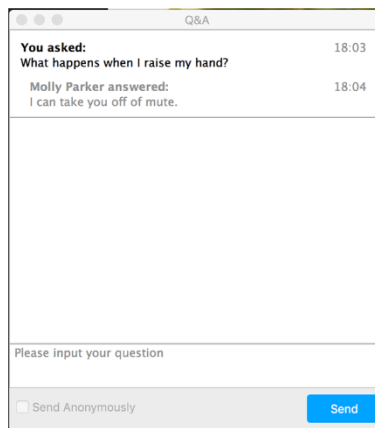 Q&A
You asked: 18:03
What happens when I raise my hand?
Molly Parker answered: 18:04
I can take you off of mute.
Please input your question
Send Anonymously
Send